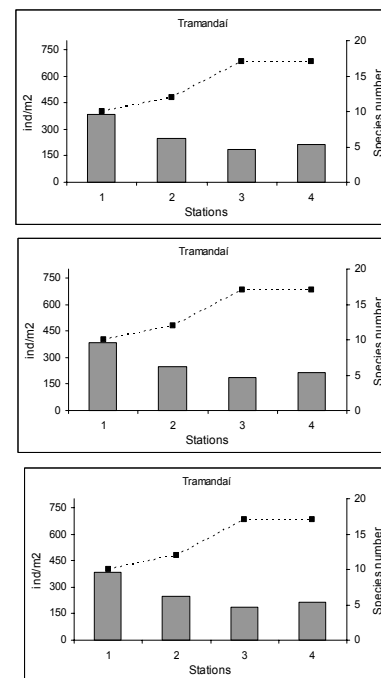 Tramandaí
750
600
450
300
150
0
ind/m2
20
15
10
5
0
Species number
1 2 3 4
Stations
Tramandaí
750
600
450
300
150
0
ind/m2
20
15
10
5
0
Species number
1 2 3 4
Stations
Tramandaí
750
600
450
300
150
0
ind/m2
20
15
10
5
0
Species number
1 2 3 4
Stations